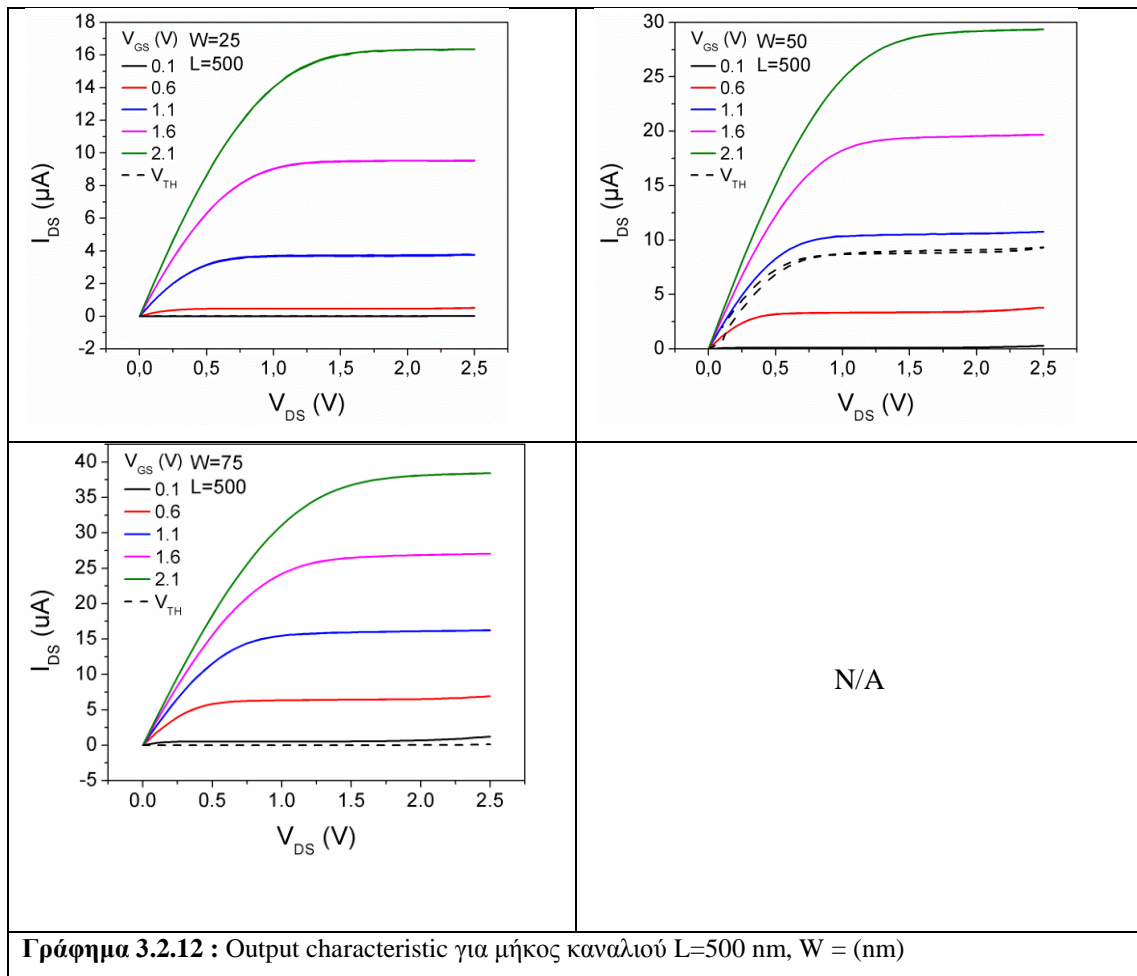 V_GS (V) W=25
L=500
0.1
0.6
1.1
1.6
2.1
V_TH
18
16
14
12
10
8
6
4
2
0
-2
I_DS (µA)
0,0 0,5 1,0 1,5 2,0 2,5
V_DS (V)
V_GS (V) W=50
L=500
0.1
0.6
1.1
1.6
2.1
V_TH
30
25
20
15
10
5
0
I_DS (µA)
0,0 0,5 1,0 1,5 2,0 2,5
V_DS (V)
V_GS (V) W=75
L=500
0.1
0.6
1.1
1.6
2.1
V_TH
40
35
30
25
20
15
10
5
0
-5
I_DS (uA)
0.0 0.5 1.0 1.5 2.0 2.5
V_DS (V)
N/A
Γράφημα 3.2.12 : Output characteristic για μήκος καναλιού L=500 nm, W = (nm)